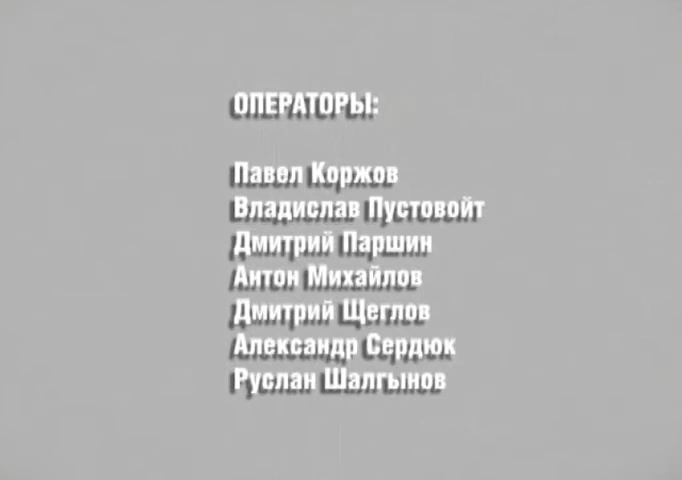 ОПЕРАТОРЫ:
Павел Коржов
Владислав Пустовойт
Дмитрий Паршин
Антон Михайлов
Дмитрий Щеглов
Александр Сердюк
Руслан Шалгынов